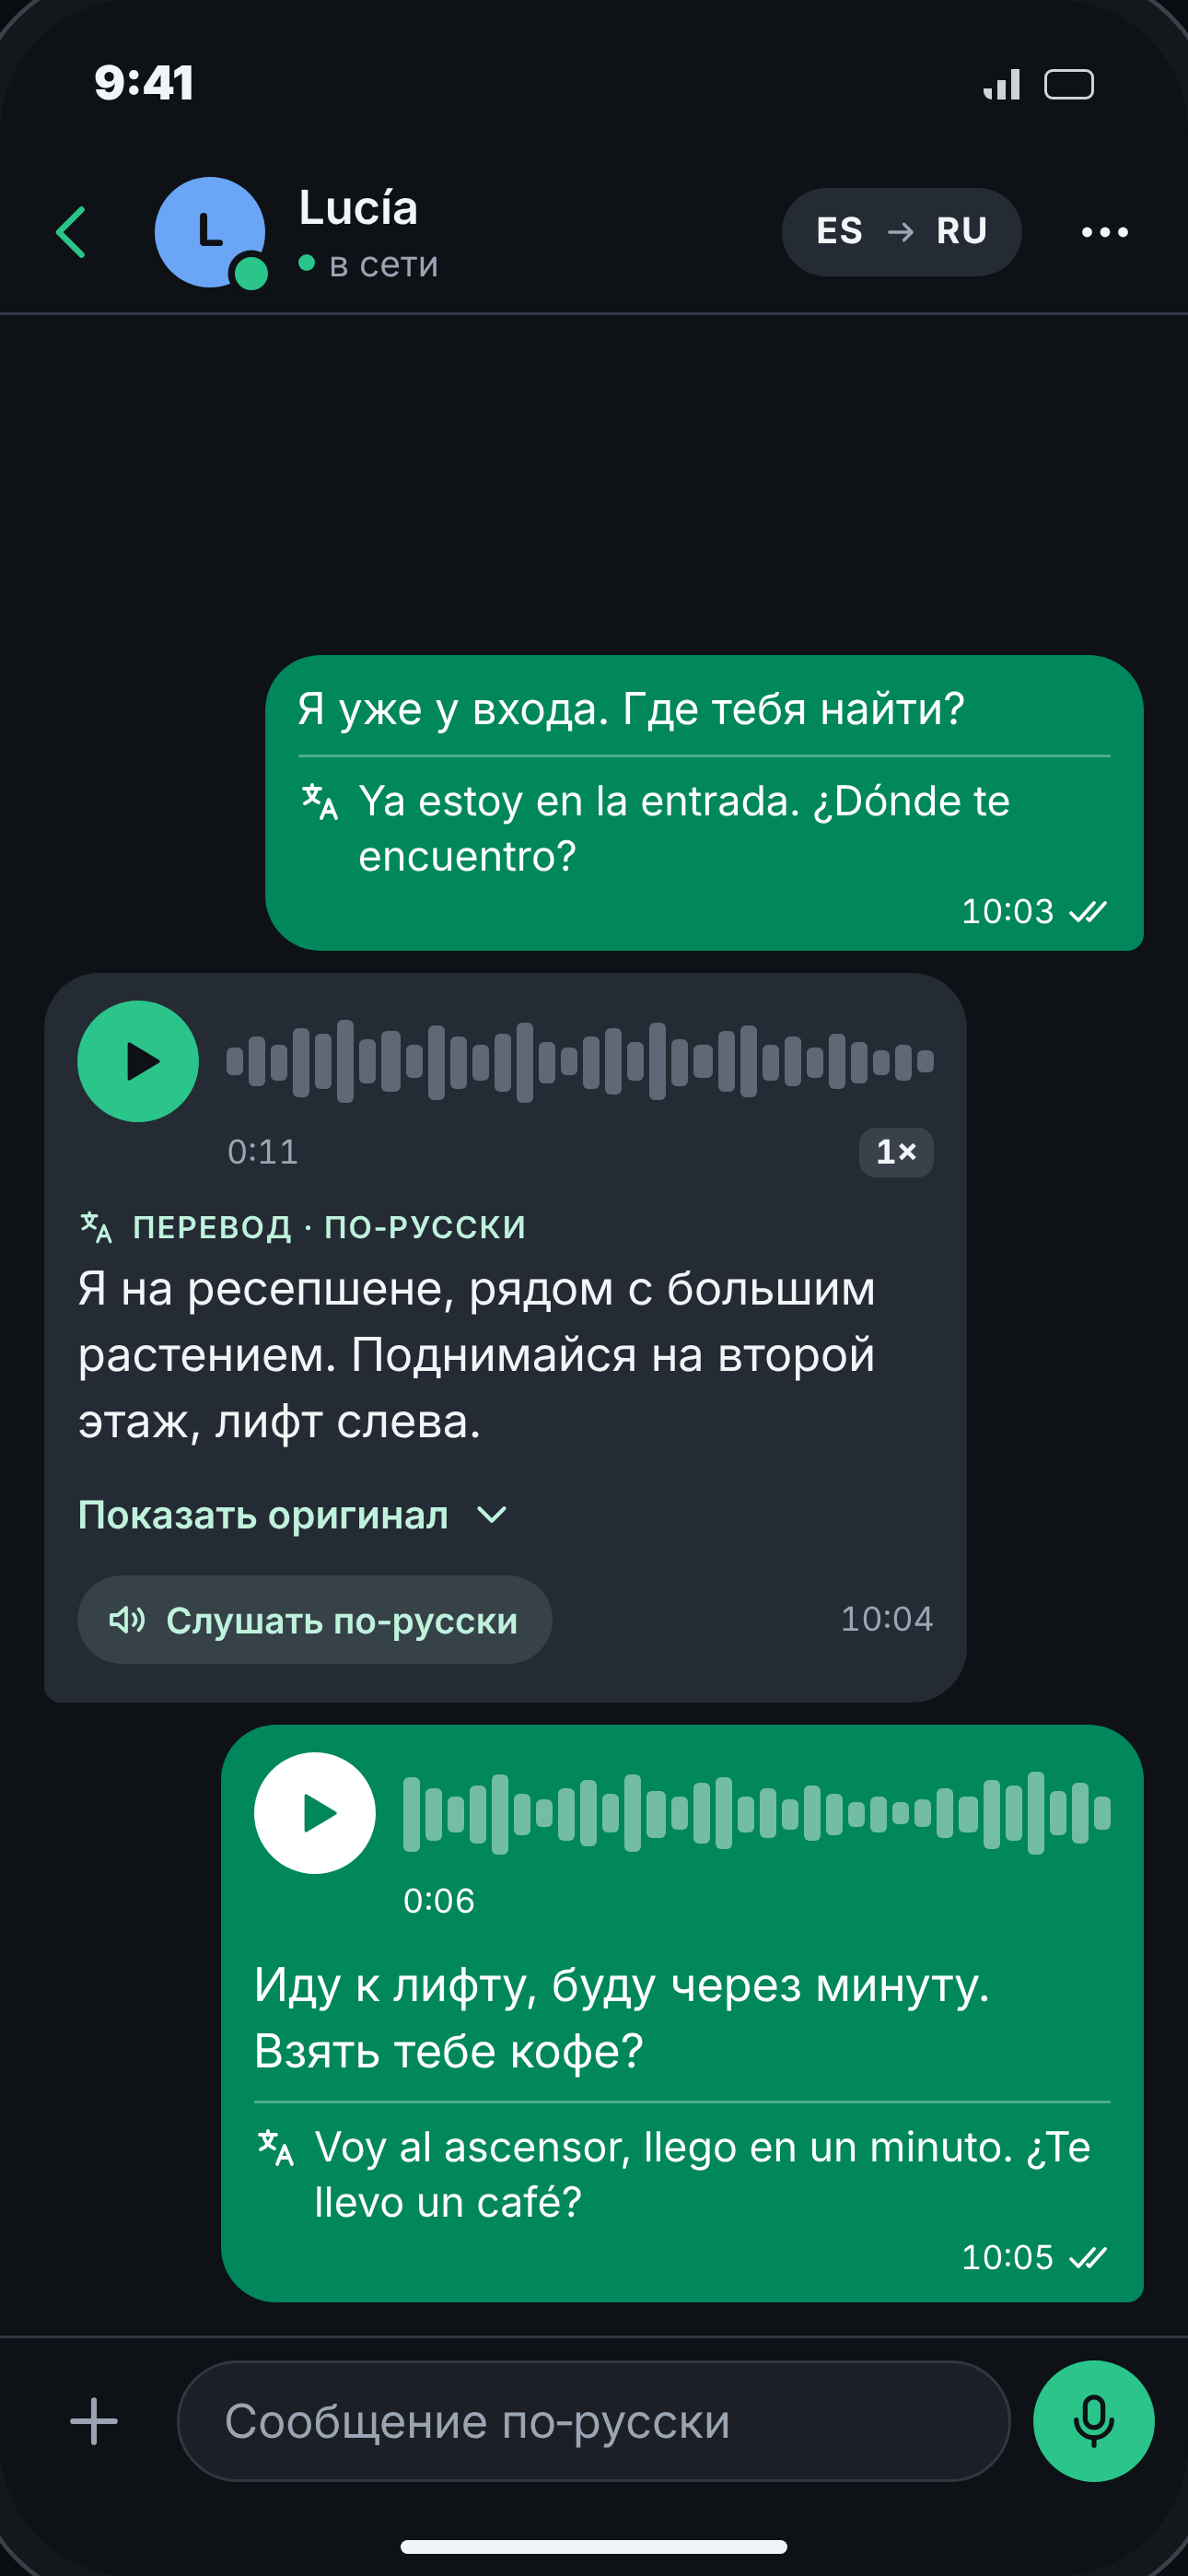 9:41
L
Lucía
в сети
ES → RU
Я уже у входа. Где тебя найти?
Ya estoy en la entrada. ¿Dónde te
encuentro?
10:03
0:11
1×
ПЕРЕВОД · ПО-РУССКИ
Я на ресепшене, рядом с большим
растением. Поднимайся на второй
этаж, лифт слева.
Показать оригинал
Слушать по-русски
10:04
0:06
Иду к лифту, буду через минуту.
Взять тебе кофе?
Voy al ascensor, llego en un minuto. ¿Te
llevo un café?
10:05
Сообщение по-русски